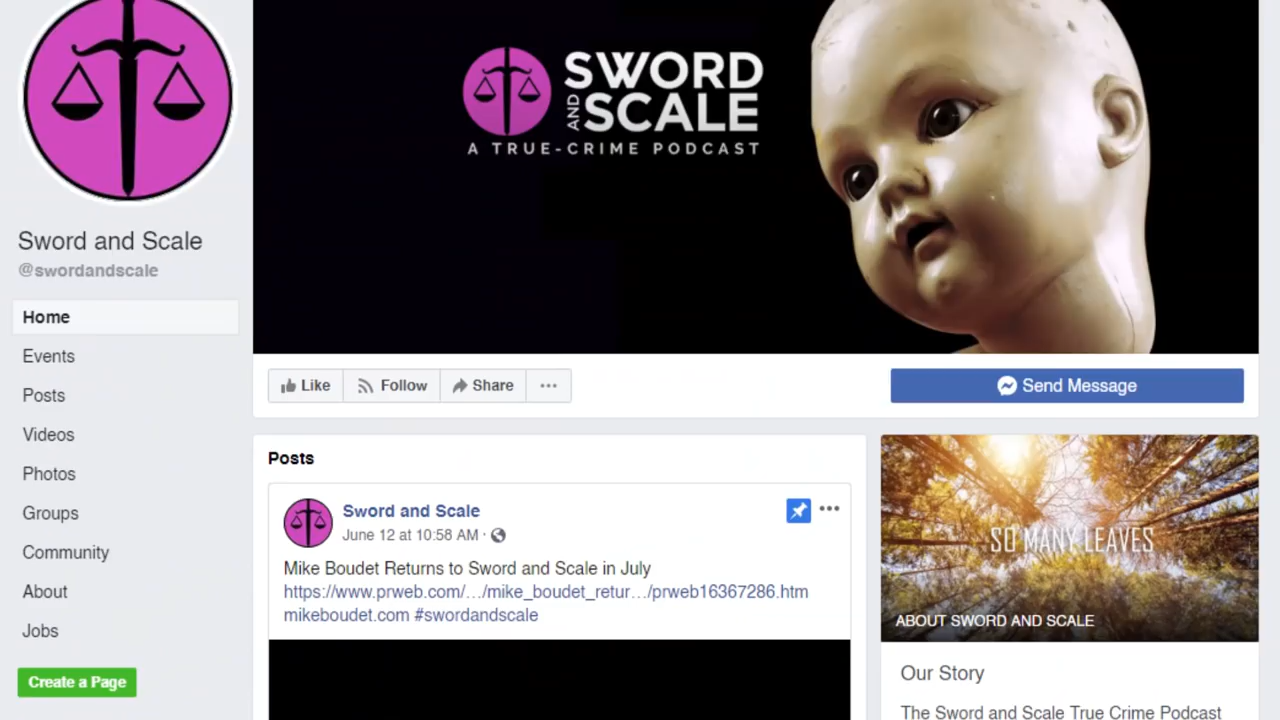 SWORD
AND
SCALE
A TRUE-CRIME PODCAST
Sword and Scale
@swordandscale
Home
Events
Posts
Videos
Photos
Groups
Community
About
Jobs
Create a Page
Like
Follow
Share
Send Message
Posts
Sword and Scale
June 12 at 10:58 AM ·
Mike Boudet Returns to Sword and Scale in July
https://www.prweb.com/…/mike_boudet_retur…/prweb16367286.htm
mikeboudet.com #swordandscale
SO MANY LEAVES
ABOUT SWORD AND SCALE
Our Story
The Sword and Scale True Crime Podcast